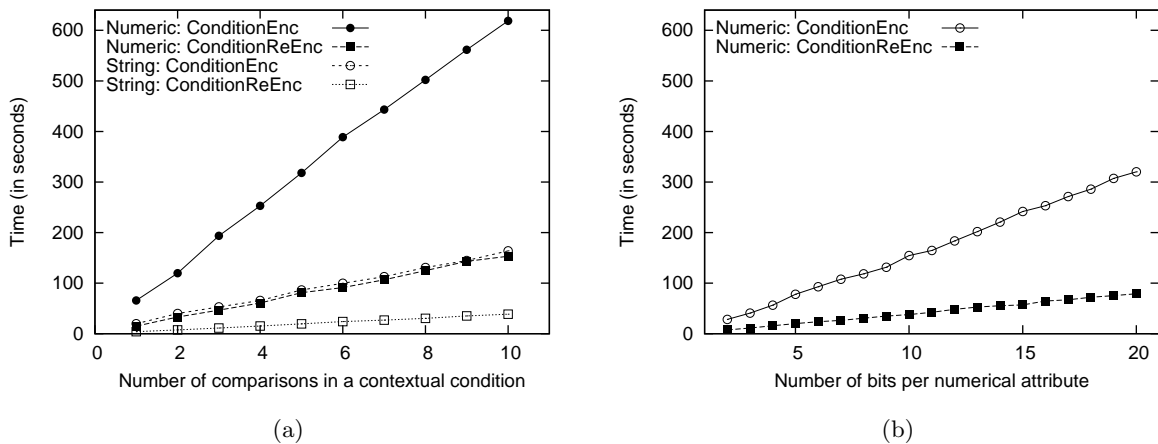 Numeric: ConditionEnc
Numeric: ConditionReEnc
String: ConditionEnc
String: ConditionReEnc
600
500
400
300
200
100
0
0 2 4 6 8 10
Time (in seconds)
Number of comparisons in a contextual condition
(a)
Numeric: ConditionEnc
Numeric: ConditionReEnc
600
500
400
300
200
100
0
5 10 15 20
Time (in seconds)
Number of bits per numerical attribute
(b)